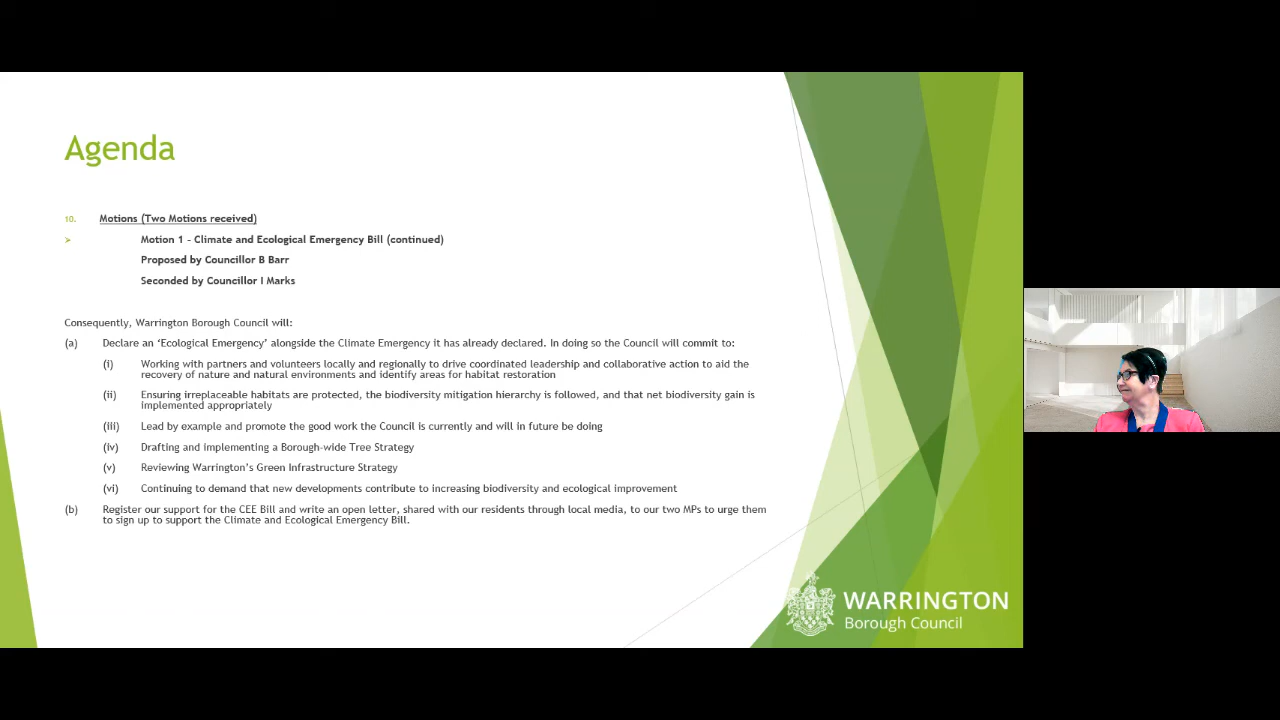 Agenda
10. Motions (Two Motions received)
Motion 1 - Climate and Ecological Emergency Bill (continued)
Proposed by Councillor B Barr
Seconded by Councillor I Marks
Consequently, Warrington Borough Council will:
(a) Declare an ‘Ecological Emergency’ alongside the Climate Emergency it has already declared. In doing so the Council will commit to:
(i) Working with partners and volunteers locally and regionally to drive coordinated leadership and collaborative action to aid the
recovery of nature and natural environments and identify areas for habitat restoration
(ii) Ensuring irreplaceable habitats are protected, the biodiversity mitigation hierarchy is followed, and that net biodiversity gain is
implemented appropriately
(iii) Lead by example and promote the good work the Council is currently and will in future be doing
(iv) Drafting and implementing a Borough-wide Tree Strategy
(v) Reviewing Warrington’s Green Infrastructure Strategy
(vi) Continuing to demand that new developments contribute to increasing biodiversity and ecological improvement
(b) Register our support for the CEE Bill and write an open letter, shared with our residents through local media, to our two MPs to urge them
to sign up to support the Climate and Ecological Emergency Bill.
WARRINGTON
Borough Council